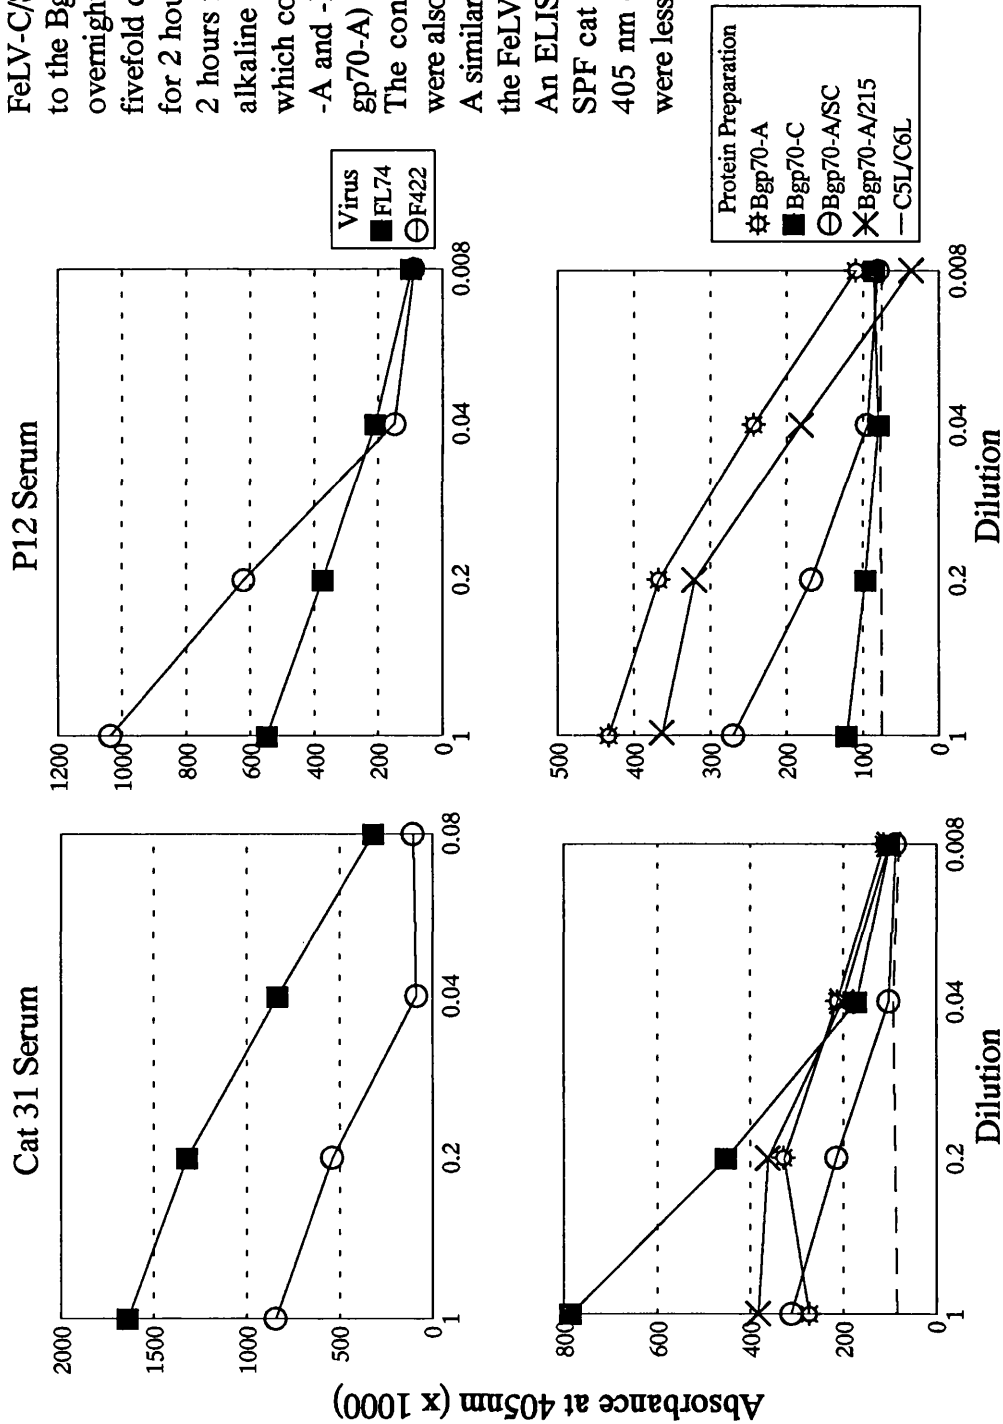 Cat 31 Serum
2000
1500
1000
500
0
1
0.2
0.04
0.08
P12 Serum
1200
1000
800
600
400
200
0
1
0.2
0.04
0.008
Virus
FL74
F422
Absorbance at 405nm (x 1000)
800
600
400
200
0
1
0.2
0.04
0.008
Dilution
500
400
300
200
100
0
1
0.2
0.04
0.008
Dilution
Protein Preparation
Bgp70-A
Bgp70-C
Bgp70-A/SC
Bgp70-A/215
C5L/C6L
FeLV-C/S
to the Bg
overnight
fivefold d
for 2 hou
2 hours
alkaline
which co
-A and -
gp70-A)
The con
were also
A similar
the FeLV
An ELIS
SPF cat
405 nm
were less